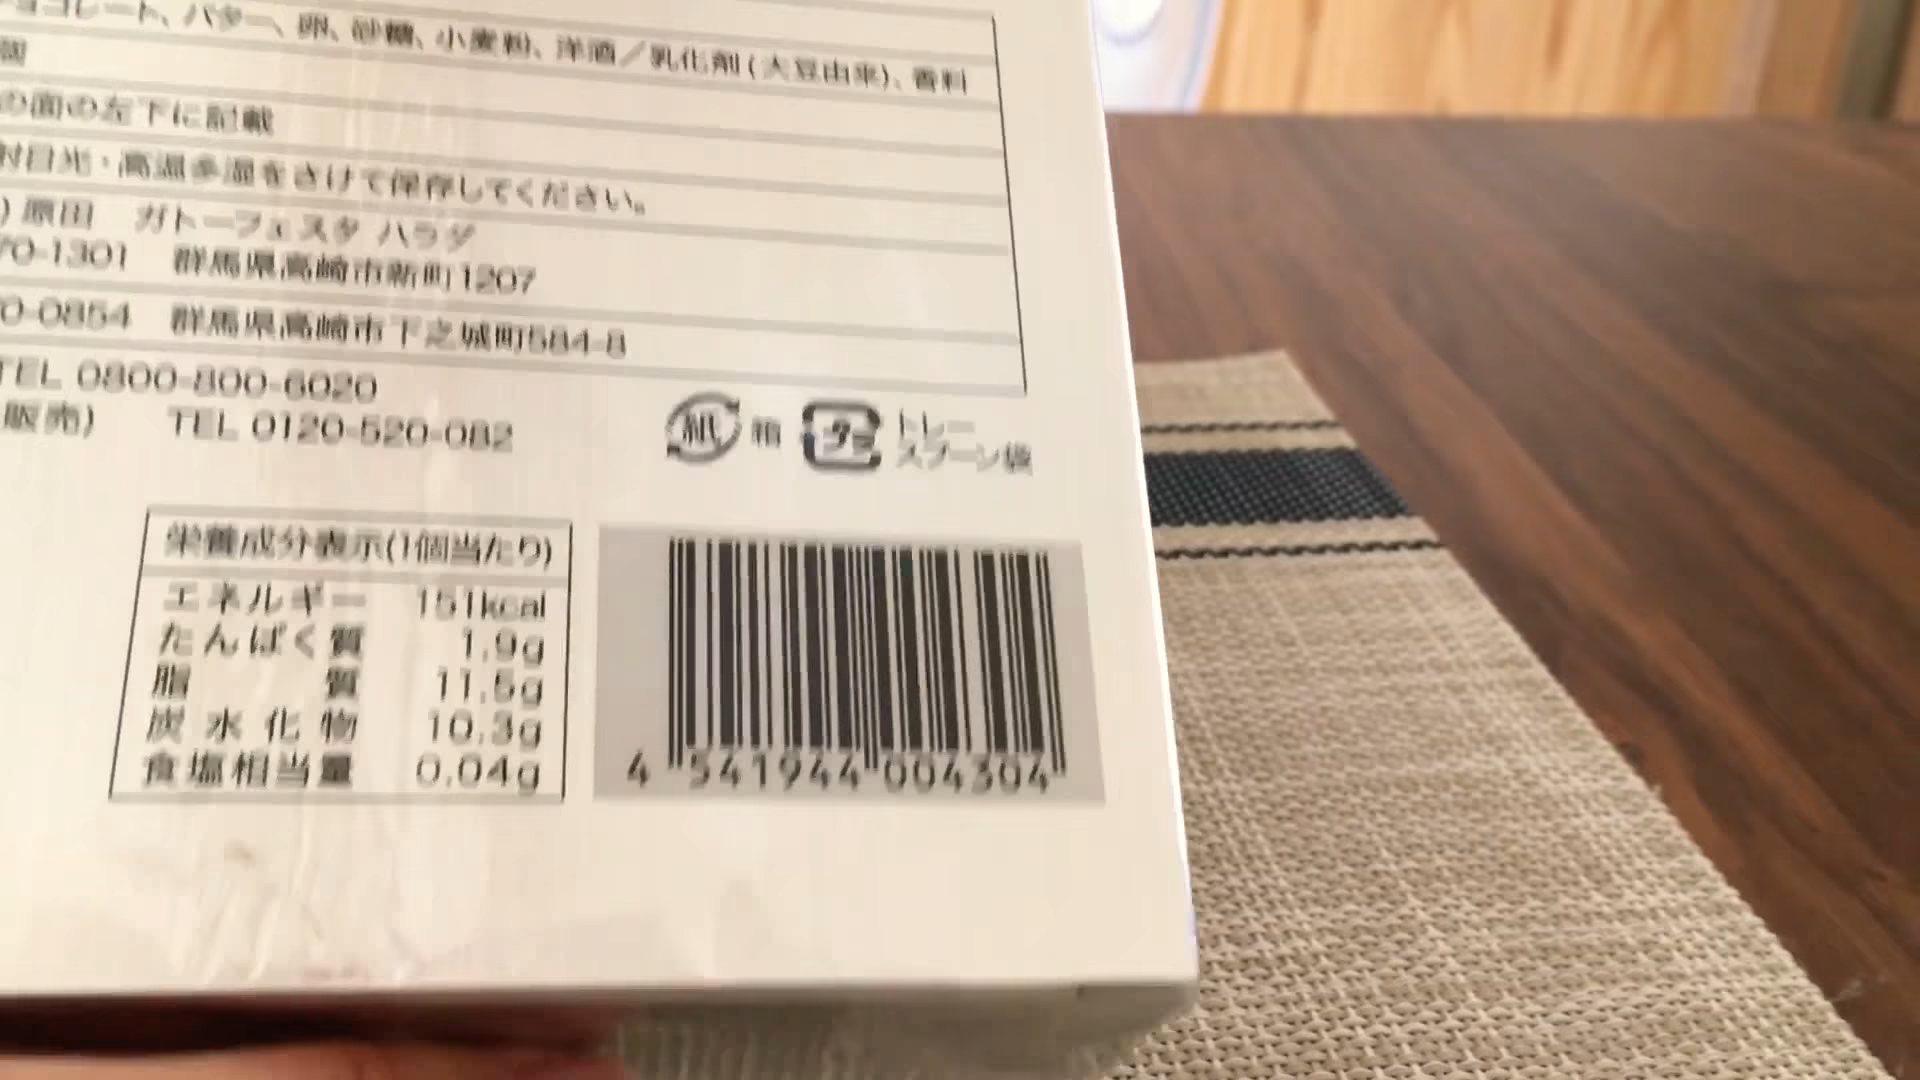 チョコレート、バター、卵、砂糖、小麦粉、洋酒／乳化剤(大豆由来)、香料
の面の左下に記載
射日光・高温多湿をさけて保存してください。
)原田　ガトーフェスタ ハラダ
70-1301　群馬県高崎市新町1207
0-0854　群馬県高崎市下之城町584-8
TEL 0800-800-6020
販売)　TEL 0120-520-082
紙 箱 プラ トレー
スプーン袋
栄養成分表示(1個当たり)
エネルギー 151kcal
たんぱく質 1.9g
脂質 11.5g
炭水化物 10.3g
食塩相当量 0.04g
4 541944 004304